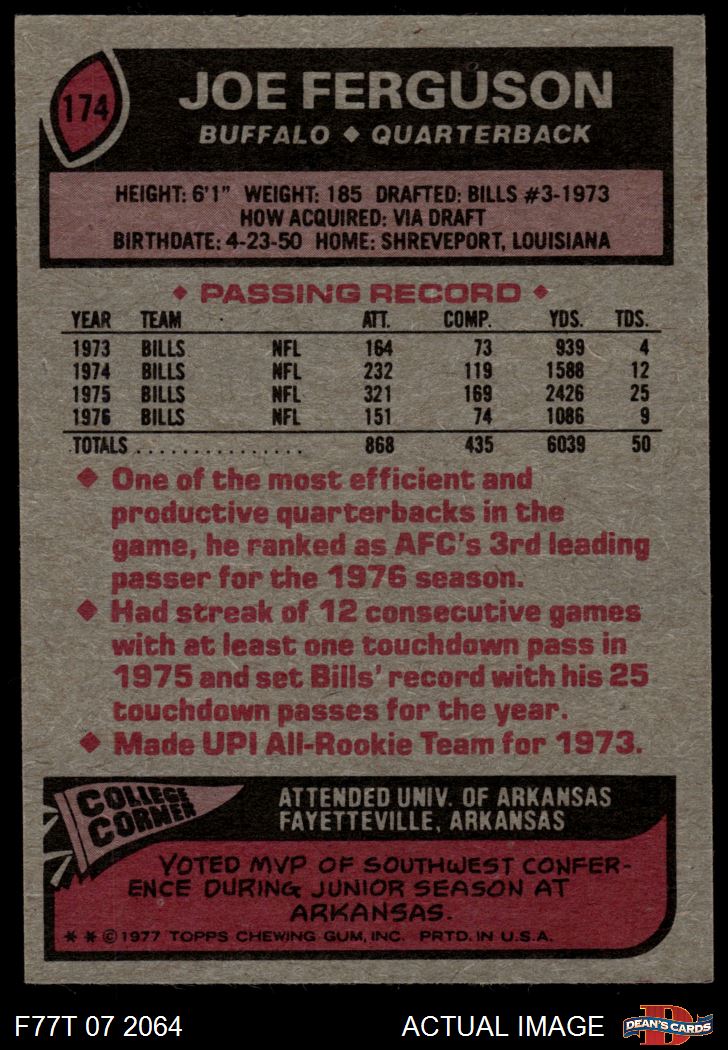 174
JOE FERGUSON
BUFFALO ◆ QUARTERBACK
HEIGHT: 6'1" WEIGHT: 185 DRAFTED: BILLS #3-1973
HOW ACQUIRED: VIA DRAFT
BIRTHDATE: 4-23-50 HOME: SHREVEPORT, LOUISIANA
◆ PASSING RECORD ◆
YEAR TEAM ATT. COMP. YDS. TDS.
1973 BILLS NFL 164 73 939 4
1974 BILLS NFL 232 119 1588 12
1975 BILLS NFL 321 169 2426 25
1976 BILLS NFL 151 74 1086 9
TOTALS . . . . . . . . . . . . . . . 868 435 6039 50
◆ One of the most efficient and
productive quarterbacks in the
game, he ranked as AFC's 3rd leading
passer for the 1976 season.
◆ Had streak of 12 consecutive games
with at least one touchdown pass in
1975 and set Bills' record with his 25
touchdown passes for the year.
◆ Made UPI All-Rookie Team for 1973.
COLLEGE
CORNER
ATTENDED UNIV. OF ARKANSAS
FAYETTEVILLE, ARKANSAS
VOTED MVP OF SOUTHWEST CONFER-
ENCE DURING JUNIOR SEASON AT
ARKANSAS.
* * © 1977 TOPPS CHEWING GUM, INC. PRTD. IN U.S.A.
F77T 07 2064
ACTUAL IMAGE
D
DEAN'S CARDS